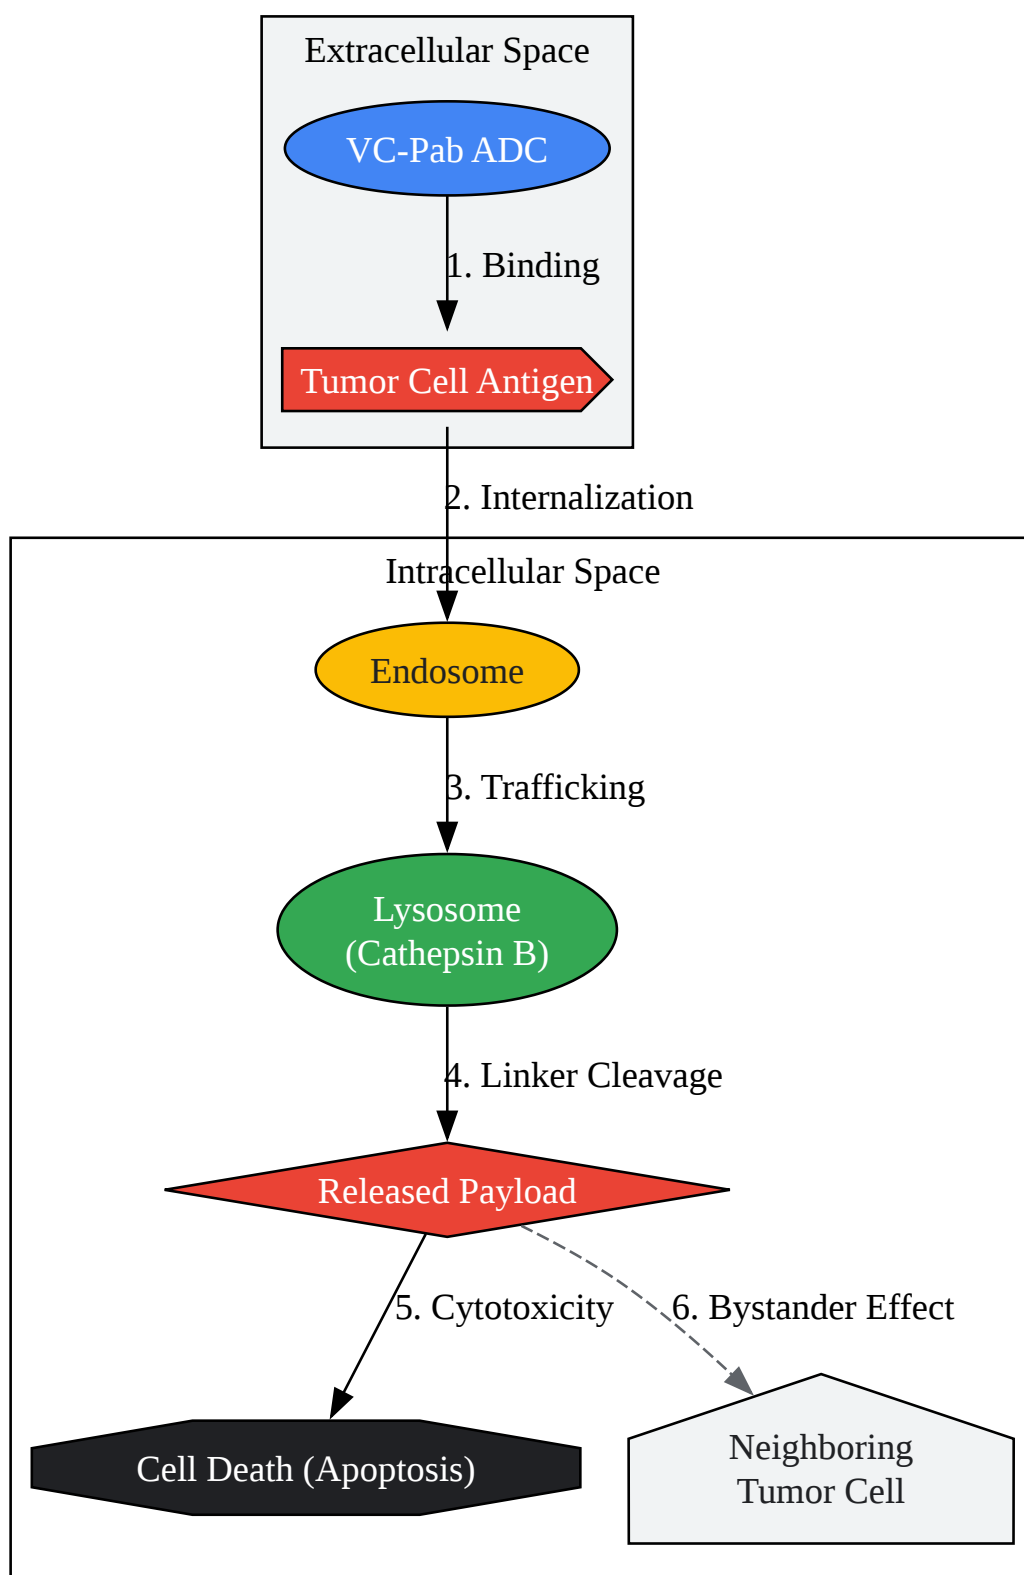 Extracellular Space
VC-Pab ADC
1. Binding
Tumor Cell Antigen
2. Internalization
Intracellular Space
Endosome
3. Trafficking
Lysosome
(Cathepsin B)
4. Linker Cleavage
Released Payload
5. Cytotoxicity
6. Bystander Effect
Cell Death (Apoptosis)
Neighboring
Tumor Cell